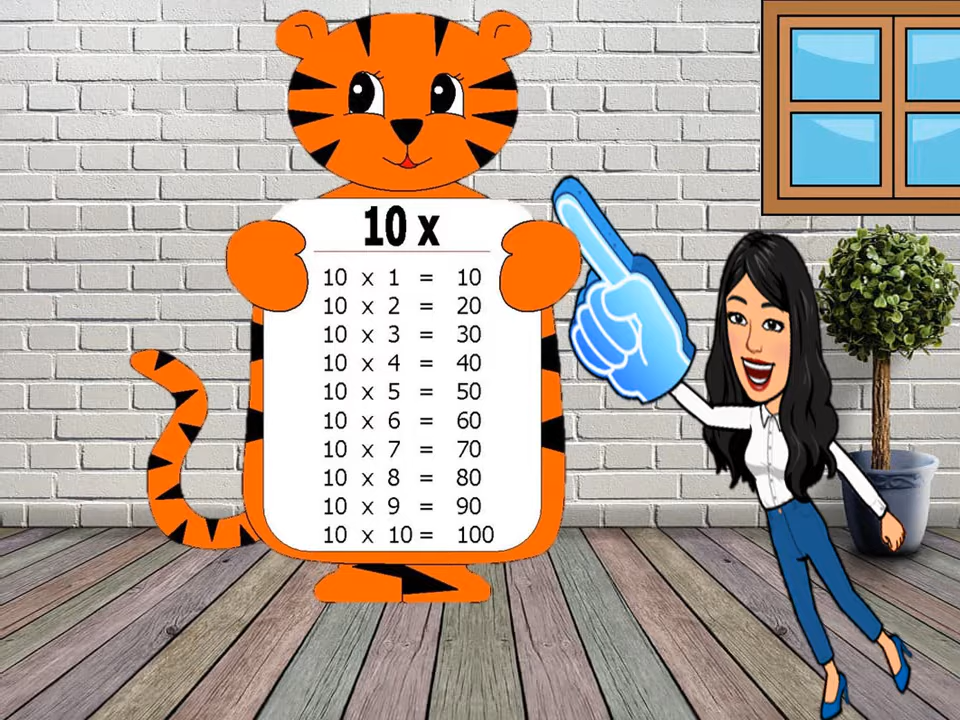 10 x
10 x 1 = 10
10 x 2 = 20
10 x 3 = 30
10 x 4 = 40
10 x 5 = 50
10 x 6 = 60
10 x 7 = 70
10 x 8 = 80
10 x 9 = 90
10 x 10 = 100